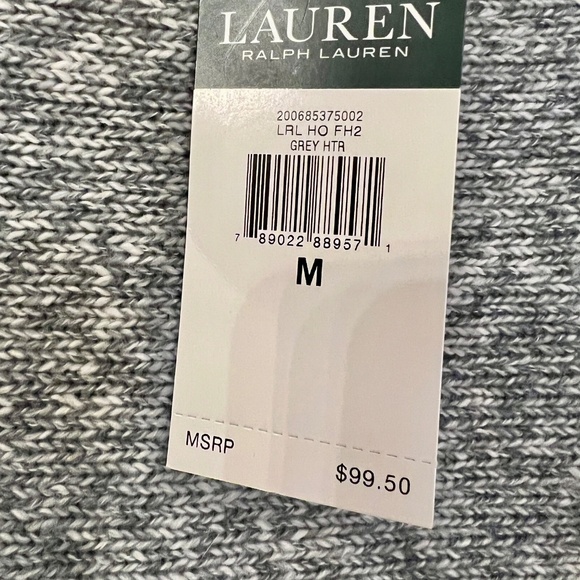 LAUREN
RALPH LAUREN
200685375002
LRL HO FH2
GREY HTR
7 89022 88957 1
M
MSRP $99.50